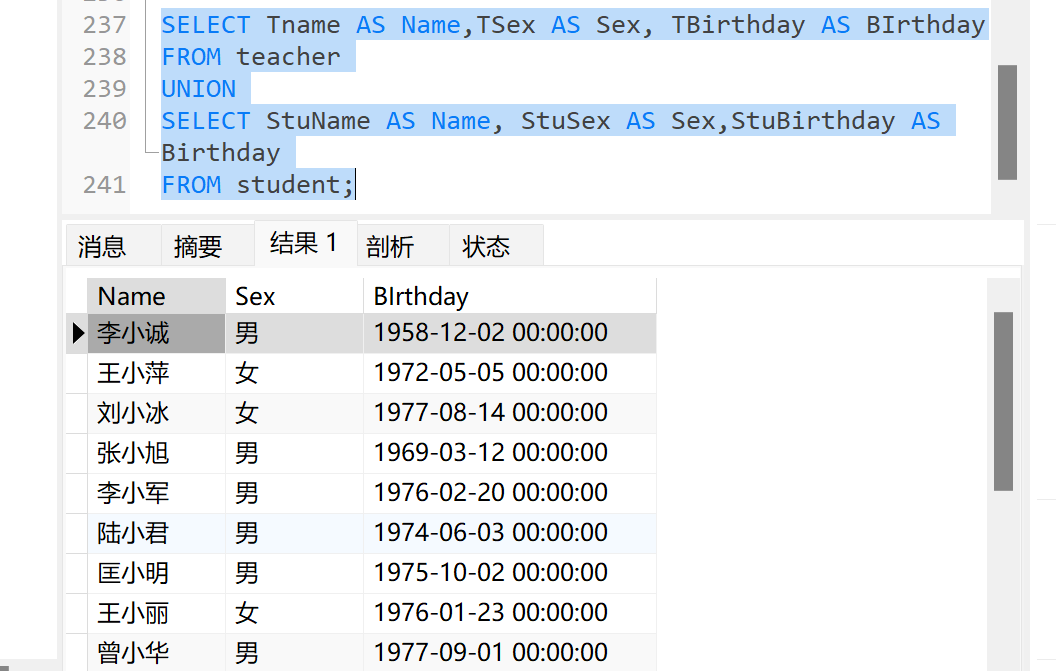 237 SELECT Tname AS Name,TSex AS Sex, TBirthday AS BIrthday
238 FROM teacher
239 UNION
240 SELECT StuName AS Name, StuSex AS Sex,StuBirthday AS
Birthday
241 FROM student;
消息 摘要 结果 1 剖析 状态
Name Sex BIrthday
李小诚 男 1958-12-02 00:00:00
王小萍 女 1972-05-05 00:00:00
刘小冰 女 1977-08-14 00:00:00
张小旭 男 1969-03-12 00:00:00
李小军 男 1976-02-20 00:00:00
陆小君 男 1974-06-03 00:00:00
匡小明 男 1975-10-02 00:00:00
王小丽 女 1976-01-23 00:00:00
曾小华 男 1977-09-01 00:00:00